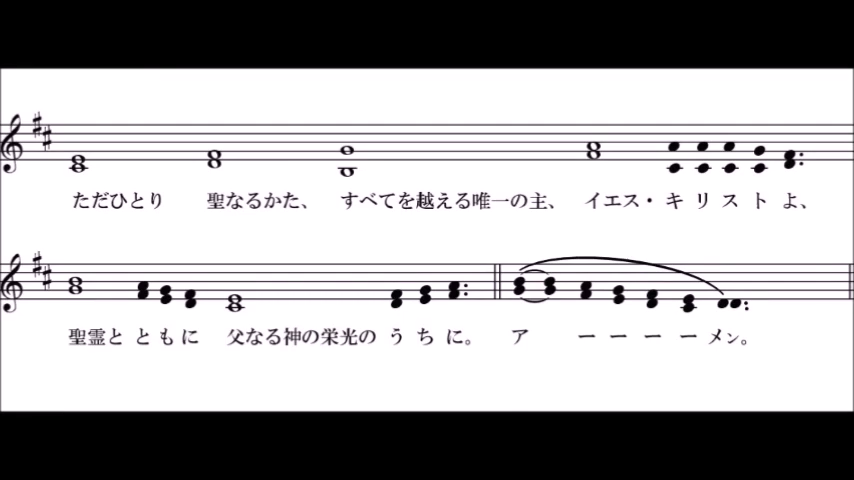 ただひとり 聖なるかた、 すべてを越える唯一の主、 イエス・キリストよ、
聖霊とともに 父なる神の栄光のうちに。 アーーーーメン。